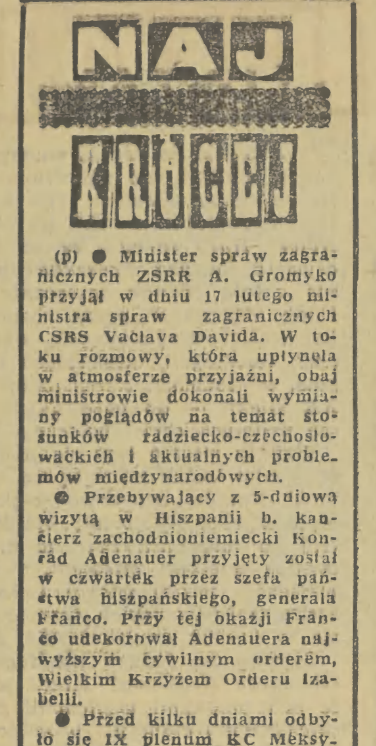 NAJ
KRÓCEJ
(p) ● Minister spraw zagra-
nicznych ZSRR A. Gromyko
przyjął w dniu 17 lutego mi-
nistra spraw zagranicznych
CSRS Vaclava Davida. W to-
ku rozmowy, która upłynęła
w atmosferze przyjaźni, obaj
ministrowie dokonali wymia-
ny poglądów na temat sto-
sunków radziecko-czechosło-
wackich i aktualnych proble-
mów międzynarodowych.
● Przebywający z 5-dniową
wizytą w Hiszpanii b. kan-
clerz zachodnioniemiecki Kon-
rad Adenauer przyjęty został
w czwartek przez szefa pań-
stwa hiszpańskiego, generała
Franco. Przy tej okazji Fran-
co udekorował Adenauera naj-
wyższym cywilnym orderem,
Wielkim Krzyżem Orderu Iza-
belii.
● Przed kilku dniami odby-
ło się IX plenum KC Meksy-